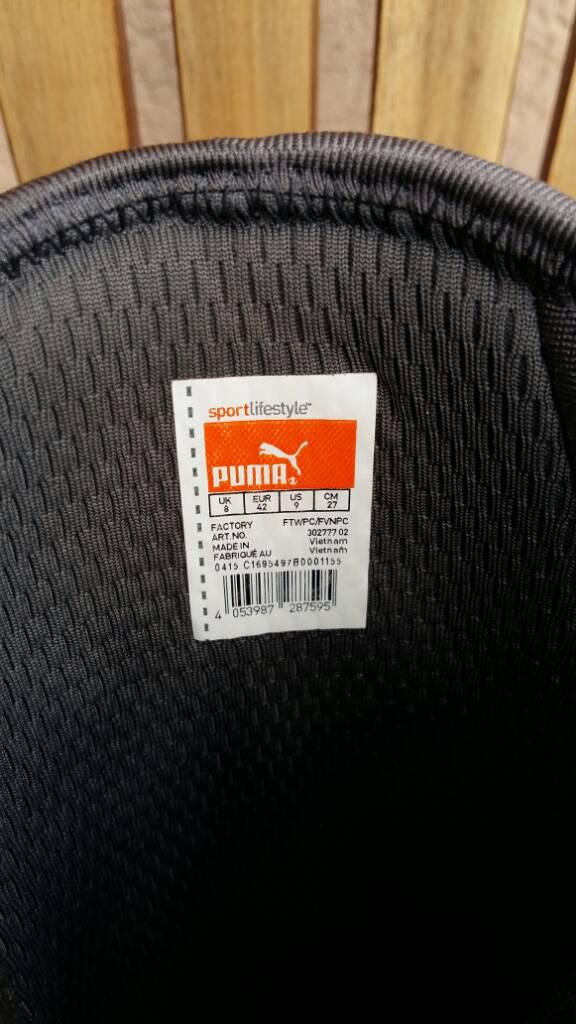 sportlifestyle™
PUMA
UK EUR US CM
8 42 9 27
FACTORY FTWPC/FVNPC
ART.NO. 302777 02
MADE IN Vietnam
FABRIQUÉ AU Vietnam
0415 C1695497B0001155
4 053987 287595